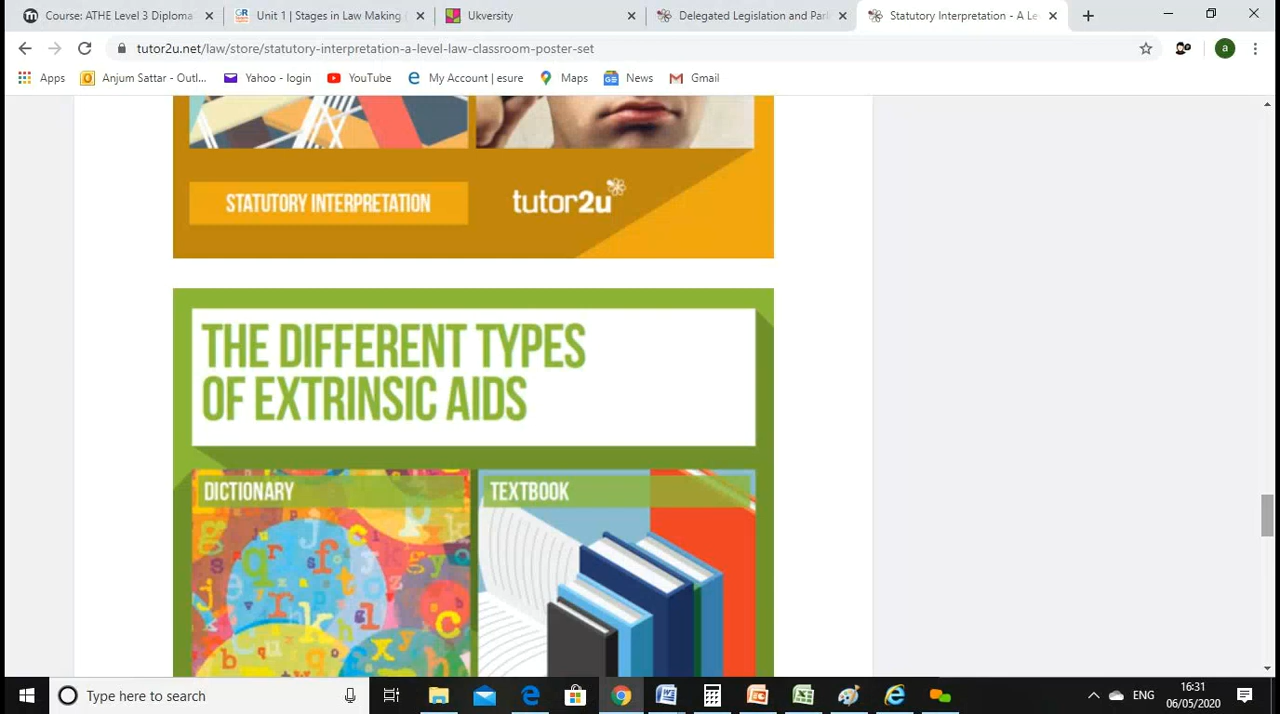 Course: ATHE Level 3 Diploma
Unit 1 | Stages in Law Making
Ukversity
Delegated Legislation and Parli
Statutory Interpretation - A Le
tutor2u.net/law/store/statutory-interpretation-a-level-law-classroom-poster-set
a
Apps
Anjum Sattar - Outl...
Yahoo - login
YouTube
My Account | esure
Maps
News
Gmail
STATUTORY INTERPRETATION
tutor2u
THE DIFFERENT TYPES
OF EXTRINSIC AIDS
DICTIONARY
TEXTBOOK
Type here to search
ENG
16:31
06/05/2020